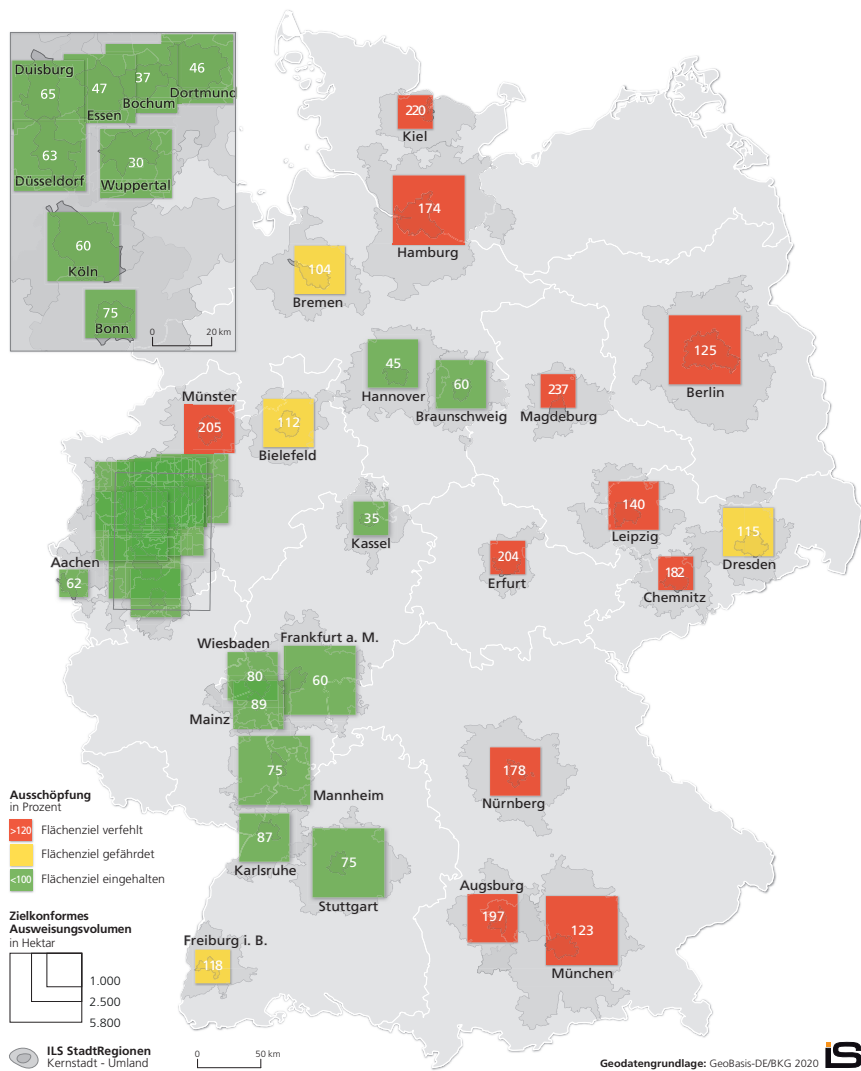 Duisburg
65
47
Essen
37
Bochum
46
Dortmund
63
Düsseldorf
30
Wuppertal
60
Köln
75
Bonn
0 20 km
220
Kiel
174
Hamburg
104
Bremen
45
Hannover
60
Braunschweig
237
Magdeburg
125
Berlin
Münster
205
112
Bielefeld
35
Kassel
140
Leipzig
115
Dresden
204
Erfurt
182
Chemnitz
Aachen
62
Wiesbaden
80
Frankfurt a. M.
60
89
Mainz
75
Mannheim
178
Nürnberg
87
Karlsruhe
75
Stuttgart
Augsburg
197
123
München
Freiburg i. B.
118
Ausschöpfung
in Prozent
>120 Flächenziel verfehlt
Flächenziel gefährdet
<100 Flächenziel eingehalten
Zielkonformes
Ausweisungsvolumen
in Hektar
1.000
2.500
5.800
ILS StadtRegionen
Kernstadt - Umland
0 50 km
Geodatengrundlage: GeoBasis-DE/BKG 2020
ILS